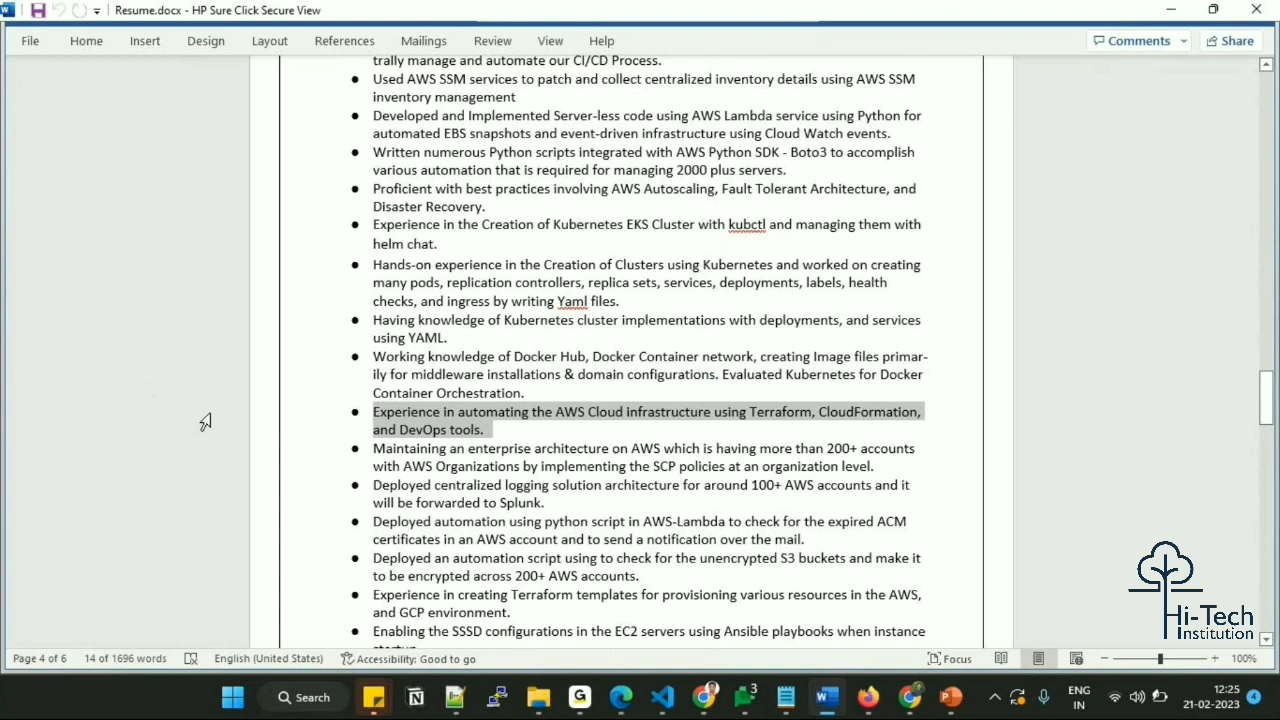 Resume.docx - HP Sure Click Secure View
File Home Insert Design Layout References Mailings Review View Help Comments Share
trally manage and automate our CI/CD Process.
● Used AWS SSM services to patch and collect centralized inventory details using AWS SSM
inventory management
● Developed and Implemented Server-less code using AWS Lambda service using Python for
automated EBS snapshots and event-driven infrastructure using Cloud Watch events.
● Written numerous Python scripts integrated with AWS Python SDK - Boto3 to accomplish
various automation that is required for managing 2000 plus servers.
● Proficient with best practices involving AWS Autoscaling, Fault Tolerant Architecture, and
Disaster Recovery.
● Experience in the Creation of Kubernetes EKS Cluster with kubctl and managing them with
helm chat.
● Hands-on experience in the Creation of Clusters using Kubernetes and worked on creating
many pods, replication controllers, replica sets, services, deployments, labels, health
checks, and ingress by writing Yaml files.
● Having knowledge of Kubernetes cluster implementations with deployments, and services
using YAML.
● Working knowledge of Docker Hub, Docker Container network, creating Image files primar-
ily for middleware installations & domain configurations. Evaluated Kubernetes for Docker
Container Orchestration.
● Experience in automating the AWS Cloud infrastructure using Terraform, CloudFormation,
and DevOps tools.
● Maintaining an enterprise architecture on AWS which is having more than 200+ accounts
with AWS Organizations by implementing the SCP policies at an organization level.
● Deployed centralized logging solution architecture for around 100+ AWS accounts and it
will be forwarded to Splunk.
● Deployed automation using python script in AWS-Lambda to check for the expired ACM
certificates in an AWS account and to send a notification over the mail.
● Deployed an automation script using to check for the unencrypted S3 buckets and make it
to be encrypted across 200+ AWS accounts.
● Experience in creating Terraform templates for provisioning various resources in the AWS,
and GCP environment.
● Enabling the SSSD configurations in the EC2 servers using Ansible playbooks when instance
Hi-Tech
Institution
Page 4 of 6 14 of 1696 words English (United States) Accessibility: Good to go Focus 100%
Search 3 ENG 12:25
IN 21-02-2023 4